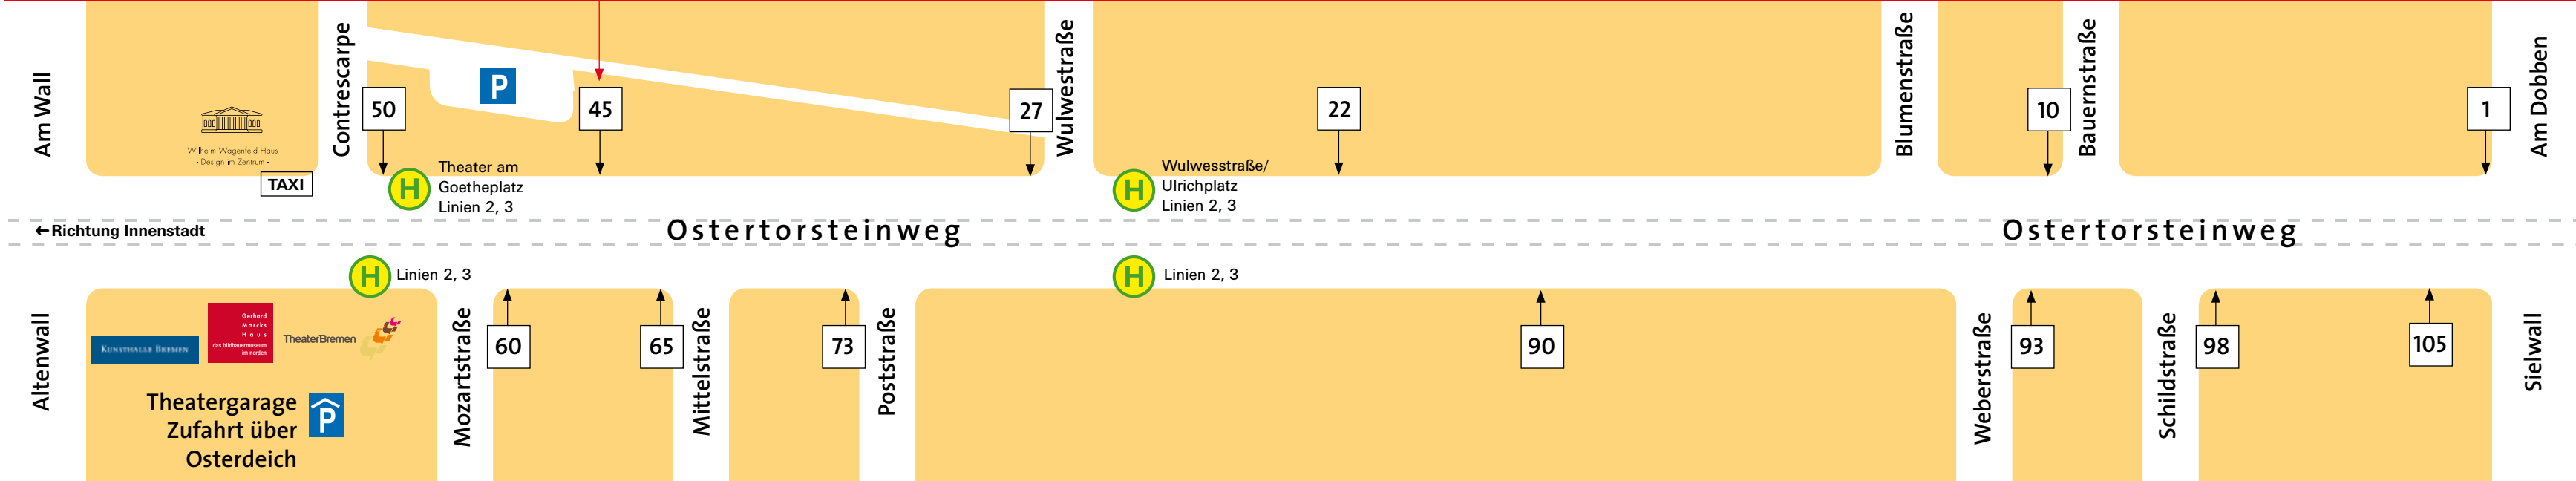 Am Wall
Wilhelm Wagenfeld Haus
- Design im Zentrum -
TAXI
Contrescarpe
50
P
45
27
Wulwestraße
22
Blumenstraße
10
Bauernstraße
1
Am Dobben
H
Theater am
Goetheplatz
Linien 2, 3
H
Wulwesstraße/
Ulrichplatz
Linien 2, 3
←Richtung Innenstadt
Ostertorsteinweg
Ostertorsteinweg
H
Linien 2, 3
H
Linien 2, 3
Altenwall
KUNSTHALLE BREMEN
Gerhard
Marcks
Haus
das bildhauermuseum
im norden
TheaterBremen
Theatergarage
Zufahrt über
Osterdeich
P
Mozartstraße
60
65
Mittelstraße
73
Poststraße
90
Weberstraße
93
Schildstraße
98
105
Sielwall